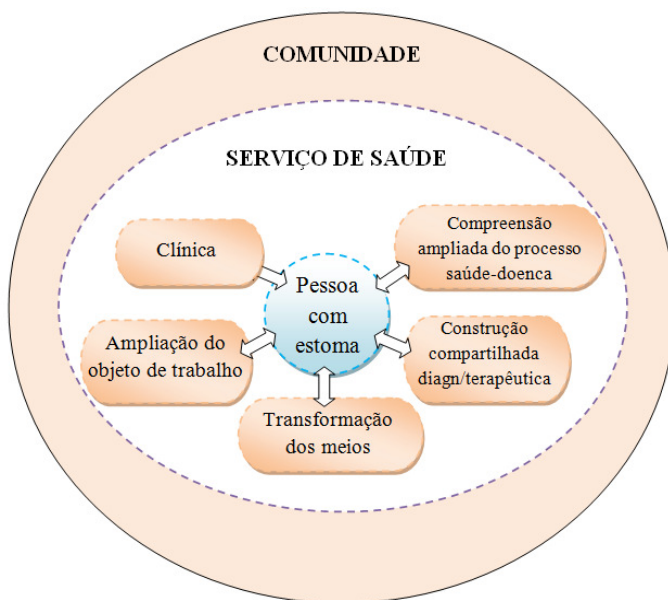 COMUNIDADE
SERVIÇO DE SAÚDE
Clínica
Compreensão
ampliada do processo
saúde-doenca
Pessoa
com
estoma
Ampliação do
objeto de trabalho
Construção
compartilhada
diagn/terapêutica
Transformação
dos meios